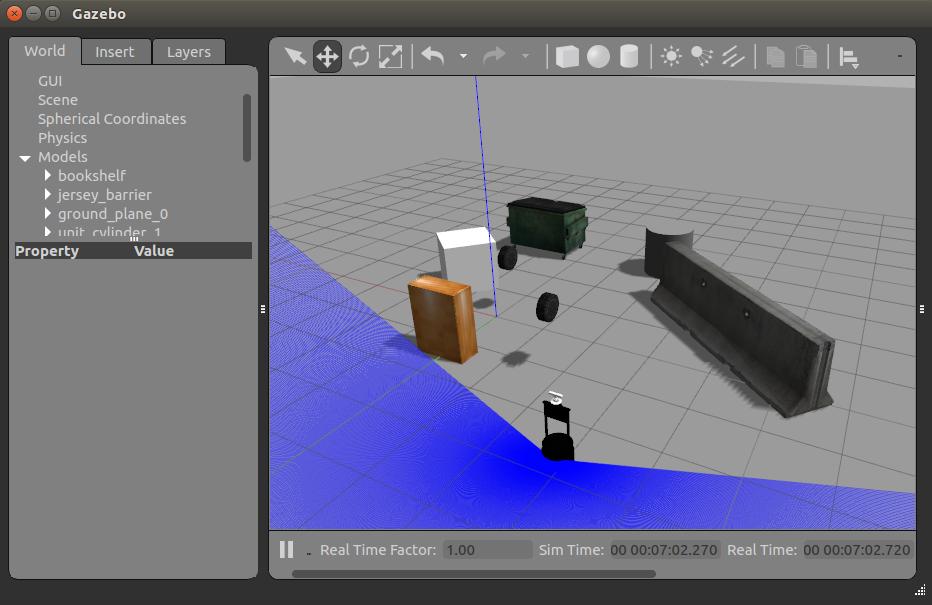 Gazebo
World Insert Layers
GUI
Scene
Spherical Coordinates
Physics
Models
bookshelf
jersey_barrier
ground_plane_0
unit_cylinder_1
Property Value
Real Time Factor: 1.00 Sim Time: 00 00:07:02.270 Real Time: 00 00:07:02.720